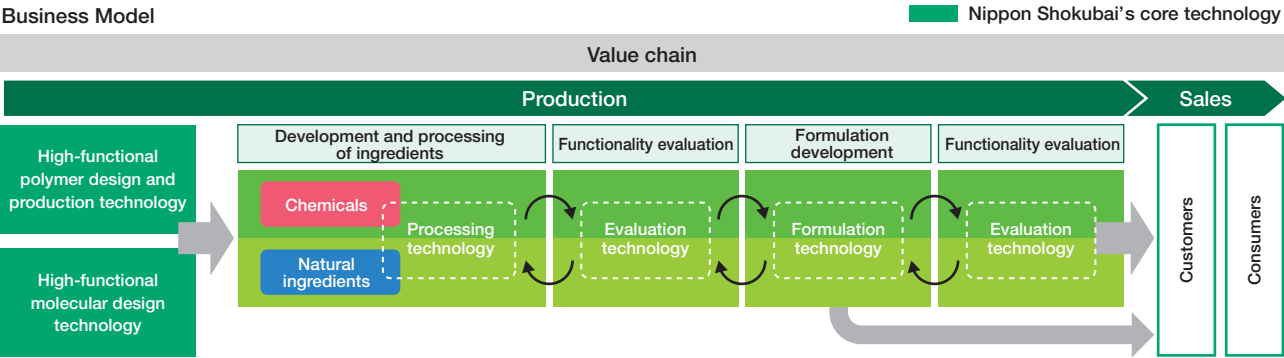 Business Model
Nippon Shokubai's core technology
Value chain
Production
Sales
High-functional
polymer design and
production technology
High-functional
molecular design
technology
Development and processing
of ingredients
Functionality evaluation
Formulation
development
Functionality evaluation
Chemicals
Natural
ingredients
Processing
technology
Evaluation
technology
Formulation
technology
Evaluation
technology
Customers
Consumers